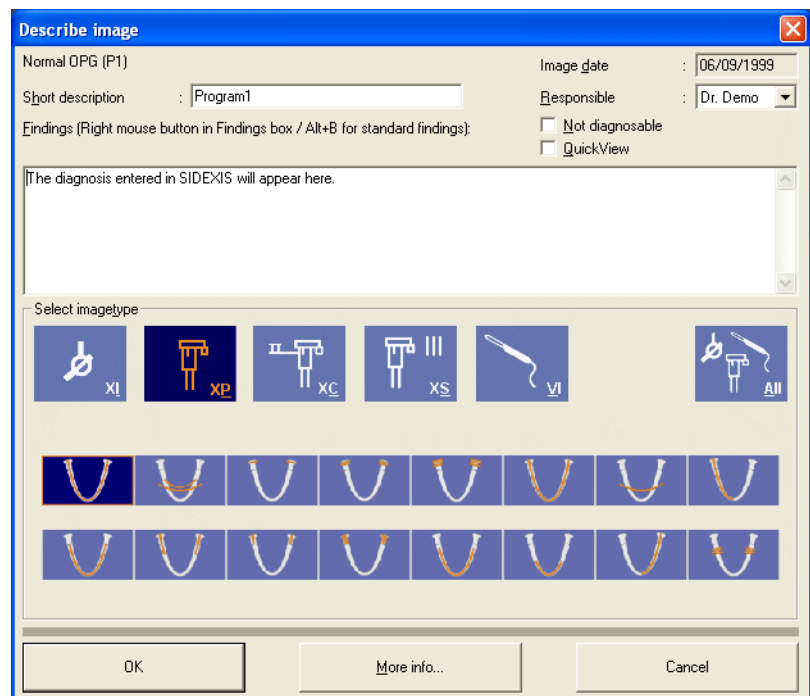 Describe image
Normal OPG (P1)
Image date : 06/09/1999
Short description : Program1
Responsible : Dr. Demo
Findings (Right mouse button in Findings box / Alt+B for standard findings):
Not diagnosable
QuickView
The diagnosis entered in SIDEXIS will appear here.
Select imagetype
XI XP XC XS VI All
OK More info... Cancel